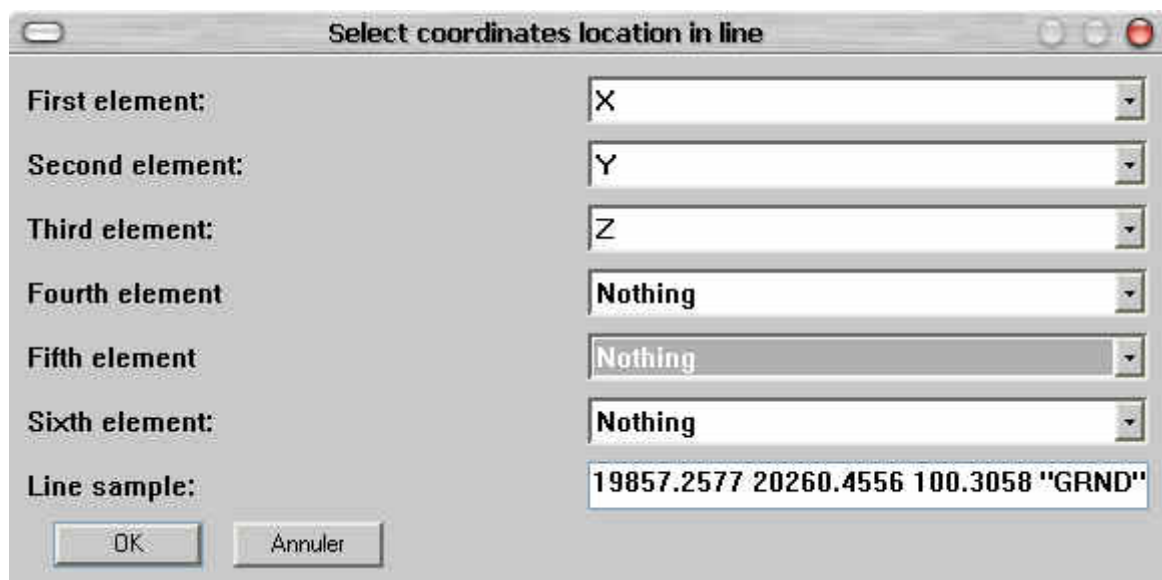 Select coordinates location in line
First element: X
Second element: Y
Third element: Z
Fourth element Nothing
Fifth element Nothing
Sixth element: Nothing
Line sample: 19857.2577 20260.4556 100.3058 "GRND"
OK Annuler